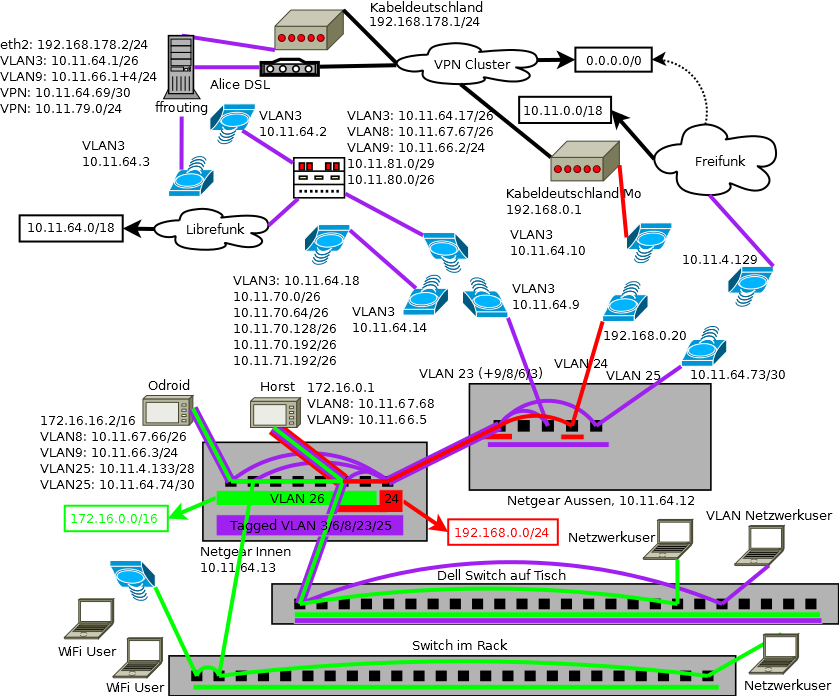 Kabeldeutschland
192.168.178.1/24
eth2: 192.168.178.2/24
VLAN3: 10.11.64.1/26
VLAN9: 10.11.66.1+4/24
VPN: 10.11.64.69/30
VPN: 10.11.79.0/24
ffrouting
Alice DSL
VPN Cluster
0.0.0.0/0
VLAN3
10.11.64.2
VLAN3: 10.11.64.17/26
VLAN8: 10.11.67.67/26
VLAN9: 10.11.66.2/24
10.11.81.0/29
10.11.80.0/26
10.11.0.0/18
VLAN3
10.11.64.3
Freifunk
Kabeldeutschland Mo
192.168.0.1
10.11.64.0/18
Librefunk
VLAN3
10.11.64.10
10.11.4.129
VLAN3: 10.11.64.18
10.11.70.0/26
10.11.70.64/26
10.11.70.128/26
10.11.70.192/26
10.11.71.192/26
VLAN3
10.11.64.14
VLAN3
10.11.64.9
192.168.0.20
VLAN 23 (+9/8/6/3)
VLAN 24
VLAN 25
10.11.64.73/30
Odroid
Horst
172.16.0.1
VLAN8: 10.11.67.68
VLAN9: 10.11.66.5
172.16.16.2/16
VLAN8: 10.11.67.66/26
VLAN9: 10.11.66.3/24
VLAN25: 10.11.4.133/28
VLAN25: 10.11.64.74/30
Netgear Aussen, 10.11.64.12
VLAN 26
24
172.16.0.0/16
Tagged VLAN 3/6/8/23/25
192.168.0.0/24
Netgear Innen
10.11.64.13
Netzwerkuser
VLAN Netzwerkuser
Dell Switch auf Tisch
WiFi User
Switch im Rack
WiFi User
Netzwerkuser